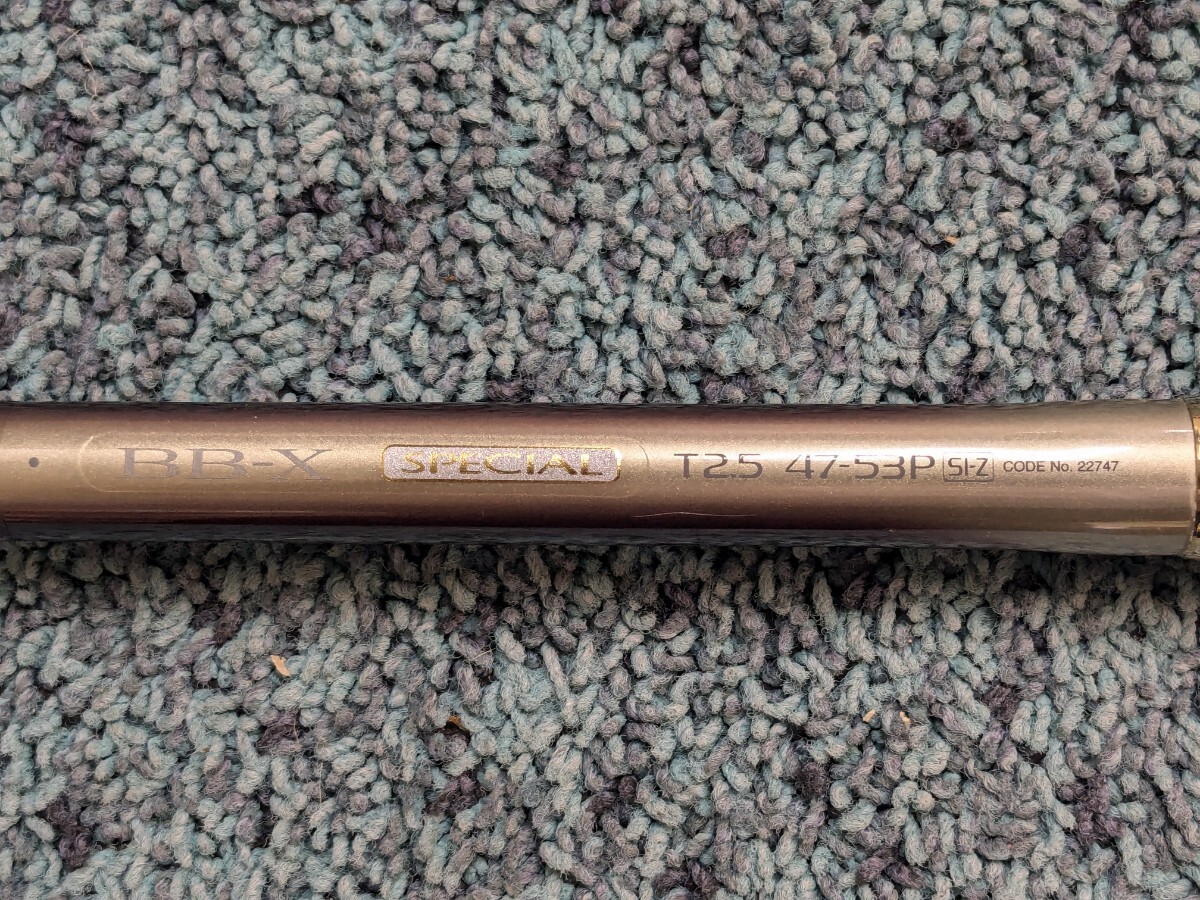 • BB-X SPECIAL T2.5 47-53P SI-Z CODE No. 22747